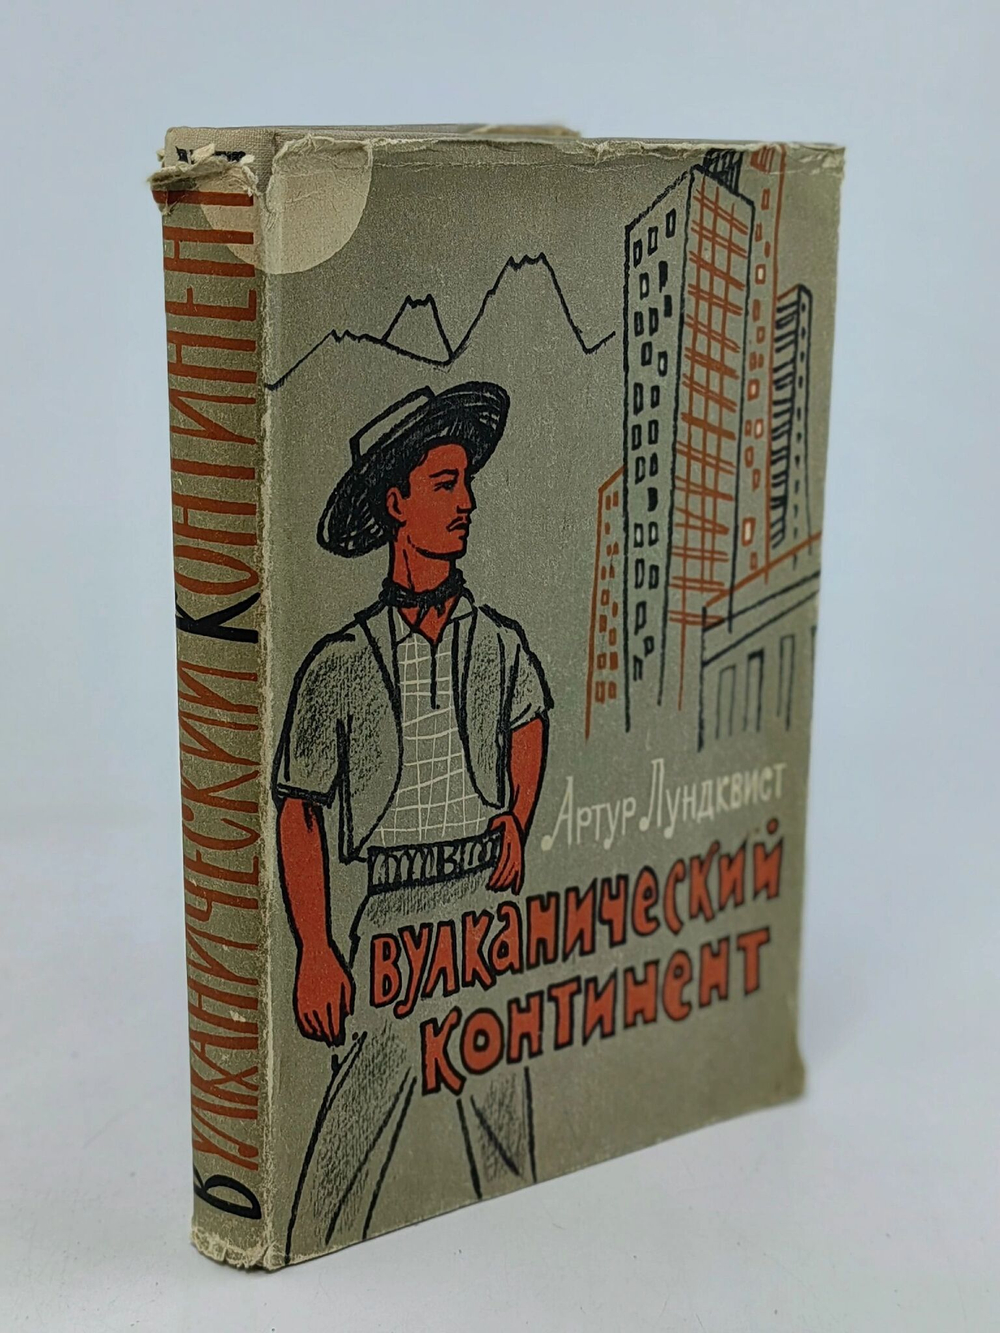 ВУЛКАНИЧЕСКИЙ КОНТИНЕНТ
Артур Лундквист
ВУЛКАНИЧЕСКИЙ
КОНТИНЕНТ